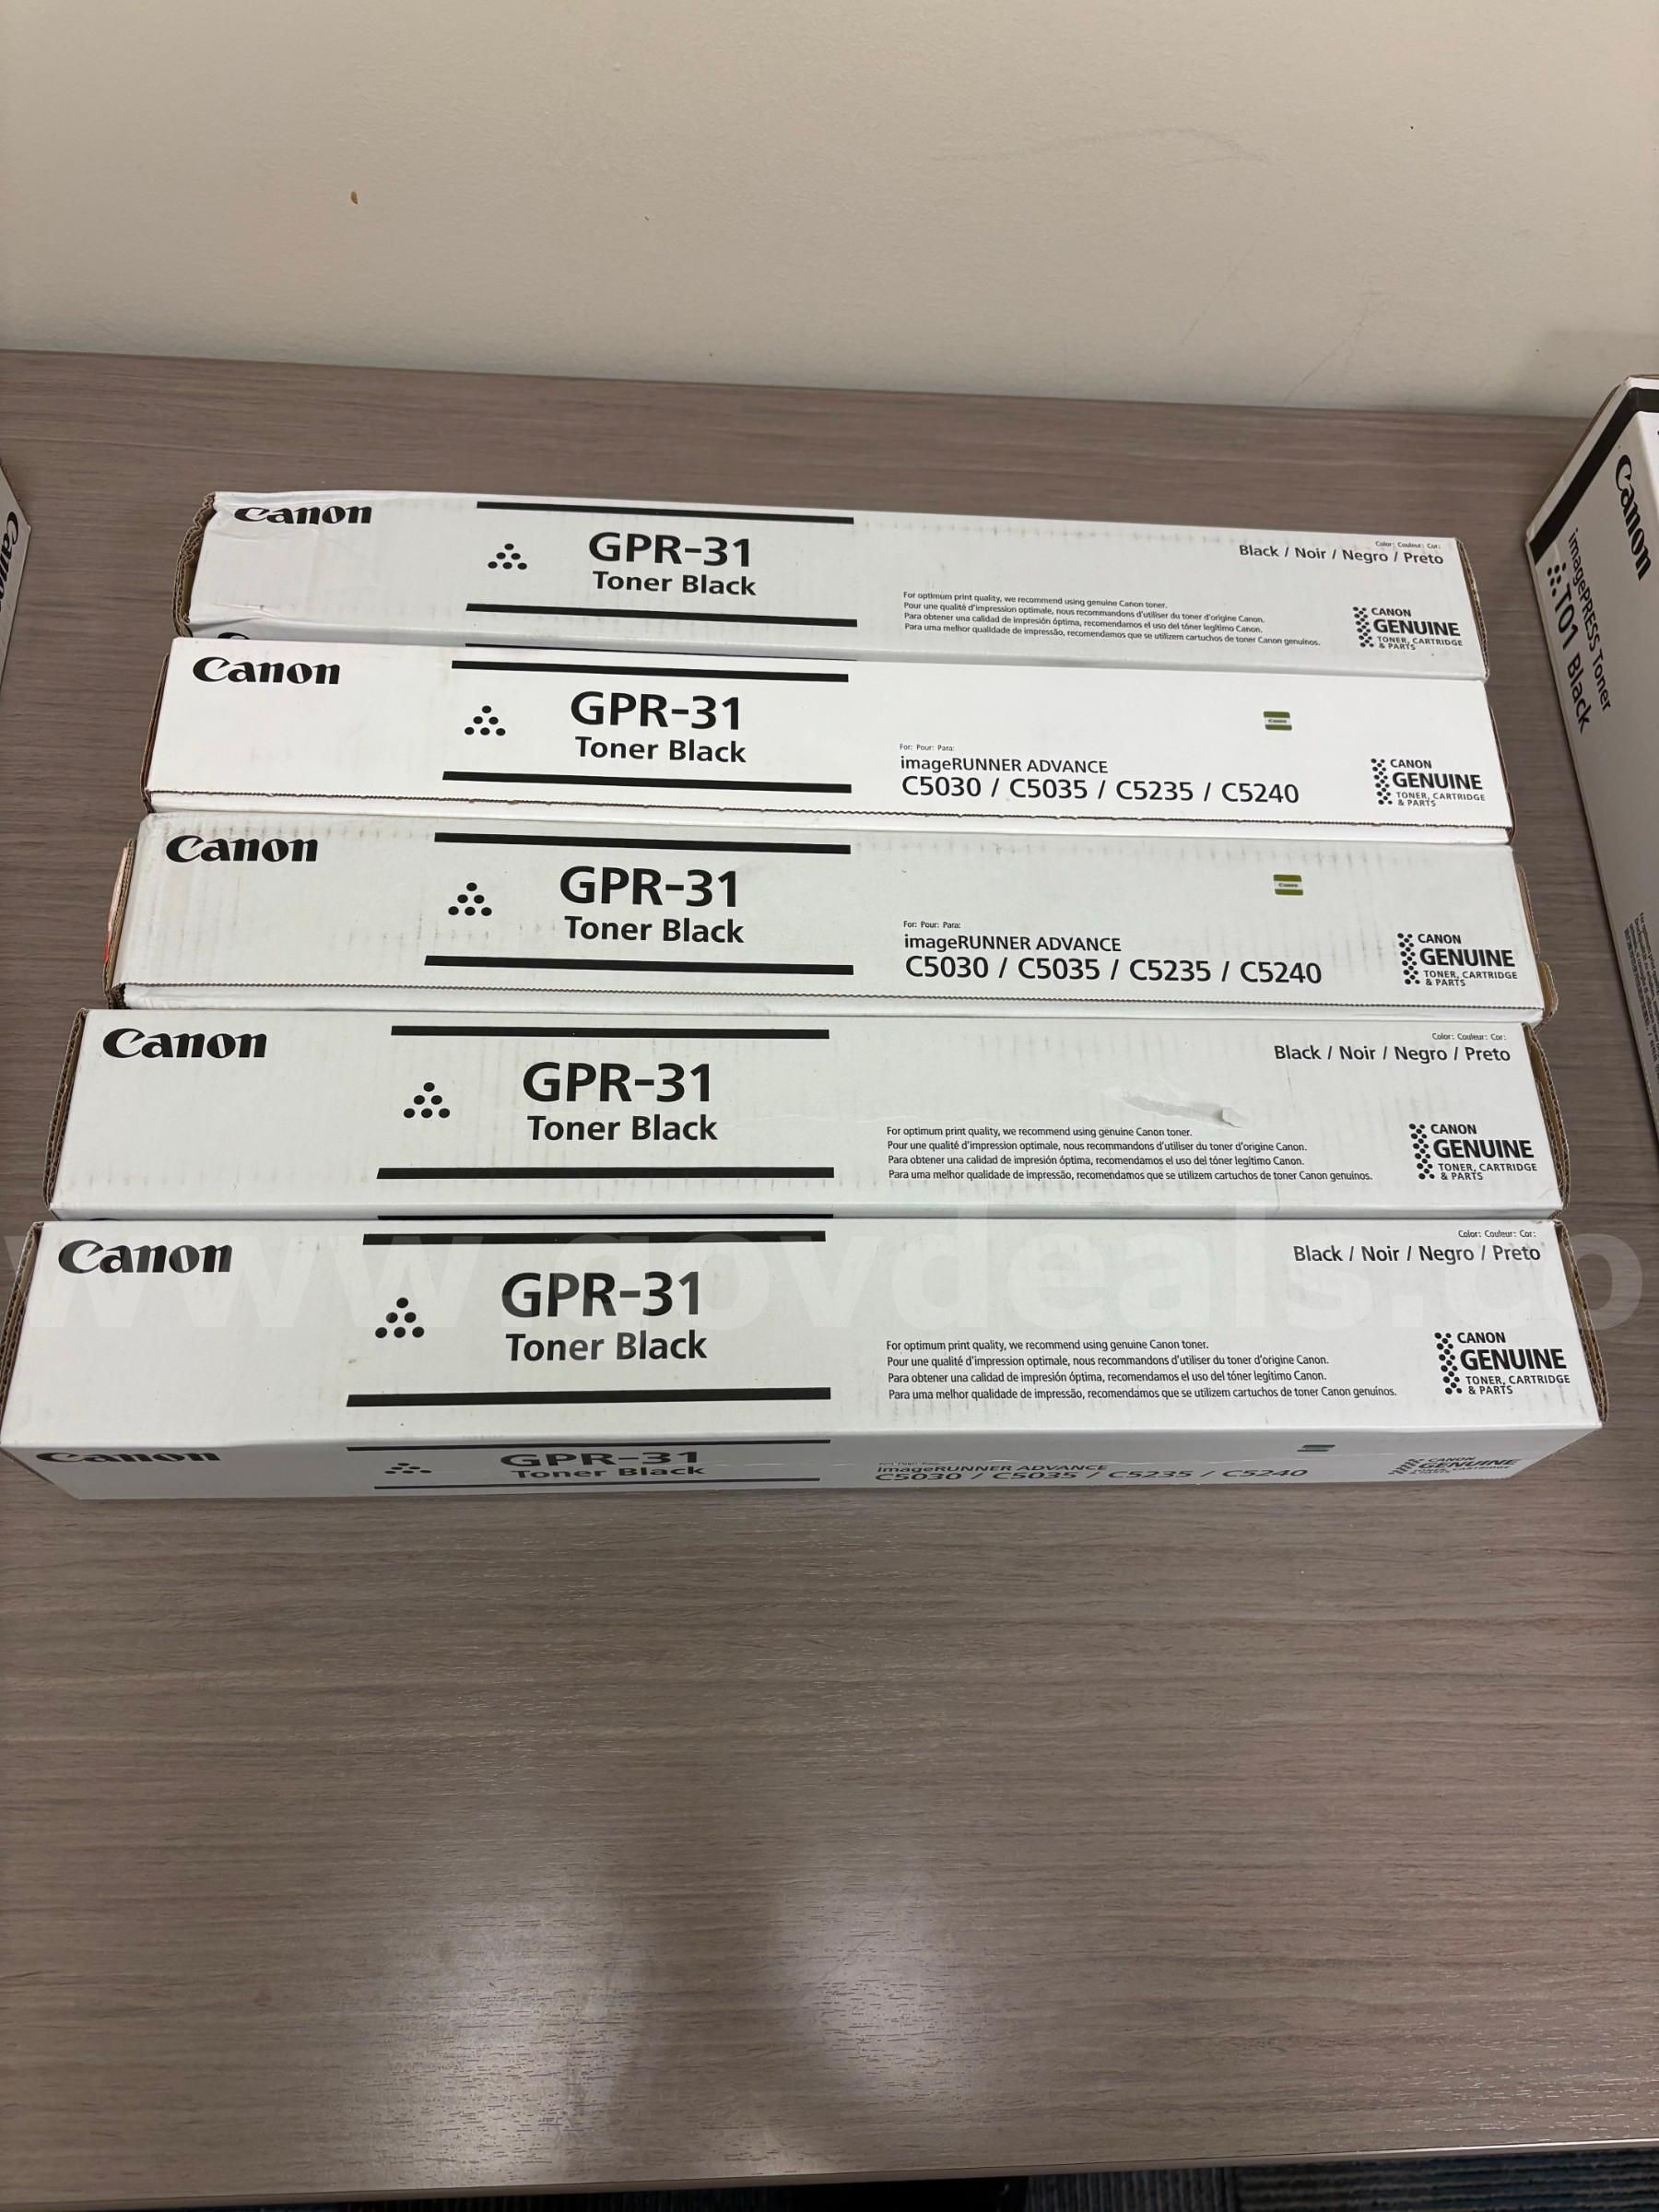 Canon
GPR-31
Toner Black
Color: Couleur: Cor:
Black / Noir / Negro / Preto
For optimum print quality, we recommend using genuine Canon toner.
Pour une qualité d'impression optimale, nous recommandons d'utiliser du toner d'origine Canon.
Para obtener una calidad de impresión óptima, recomendamos el uso del tóner legítimo Canon.
Para uma melhor qualidade de impressão, recomendamos que se utilizem cartuchos de toner Canon genuínos.
CANON
GENUINE
TONER, CARTRIDGE
& PARTS
Canon
GPR-31
Toner Black
Canon
For: Pour: Para:
imageRUNNER ADVANCE
C5030 / C5035 / C5235 / C5240
CANON
GENUINE
TONER, CARTRIDGE
& PARTS
Canon
GPR-31
Toner Black
Canon
For: Pour: Para:
imageRUNNER ADVANCE
C5030 / C5035 / C5235 / C5240
CANON
GENUINE
TONER, CARTRIDGE
& PARTS
Canon
GPR-31
Toner Black
Color: Couleur: Cor:
Black / Noir / Negro / Preto
For optimum print quality, we recommend using genuine Canon toner.
Pour une qualité d'impression optimale, nous recommandons d'utiliser du toner d'origine Canon.
Para obtener una calidad de impresión óptima, recomendamos el uso del tóner legítimo Canon.
Para uma melhor qualidade de impressão, recomendamos que se utilizem cartuchos de toner Canon genuínos.
CANON
GENUINE
TONER, CARTRIDGE
& PARTS
www.govdeals.co
Canon
GPR-31
Toner Black
Color: Couleur: Cor:
Black / Noir / Negro / Preto
For optimum print quality, we recommend using genuine Canon toner.
Pour une qualité d'impression optimale, nous recommandons d'utiliser du toner d'origine Canon.
Para obtener una calidad de impresión óptima, recomendamos el uso del tóner legítimo Canon.
Para uma melhor qualidade de impressão, recomendamos que se utilizem cartuchos de toner Canon genuínos.
CANON
GENUINE
TONER, CARTRIDGE
& PARTS
Canon
GPR-31
Toner Black
imageRUNNER ADVANCE
C5030 / C5035 / C5235 / C5240
CANON
GENUINE
TONER, CARTRIDGE
Canon
imagePRESS Toner
T01 Black